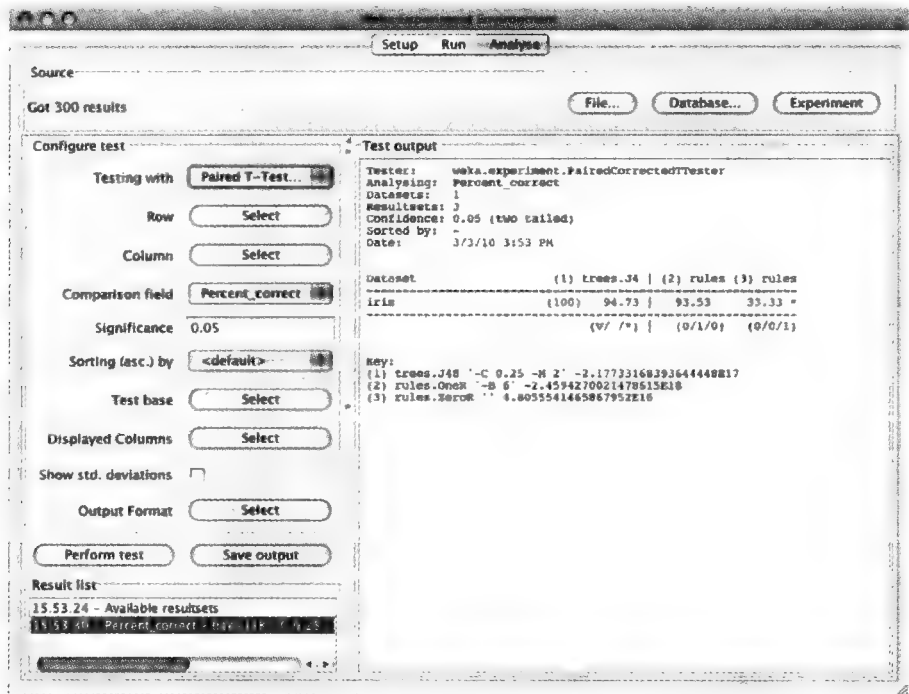 Setup Run Analyse
Source
Got 300 results
File... Database... Experiment
Configure test
Testing with Paired T-Test...
Row Select
Column Select
Comparison field Percent_correct
Significance 0.05
Sorting (asc.) by <default>
Test base Select
Displayed Columns Select
Show std. deviations
Output Format Select
Perform test Save output
Result list
15.53.24 - Available resultsets
Percent_correct
Test output
Tester: weka.experiment.PairedCorrectedTTester
Analysing: Percent_correct
Datasets: 1
Resultsets: 3
Confidence: 0.05 (two tailed)
Sorted by: -
Date: 3/3/10 3:53 PM
Dataset (1) trees.J4 | (2) rules (3) rules
iris (100) 94.73 | 93.53 33.33 *
(v/ /*) | (0/1/0) (0/0/1)
Key:
(1) trees.J48 '-C 0.25 -M 2' -2.17733168393644448E17
(2) rules.OneR '-B 6' -2.4594270021478615E18
(3) rules.ZeroR '' 4.8055541465867952E16